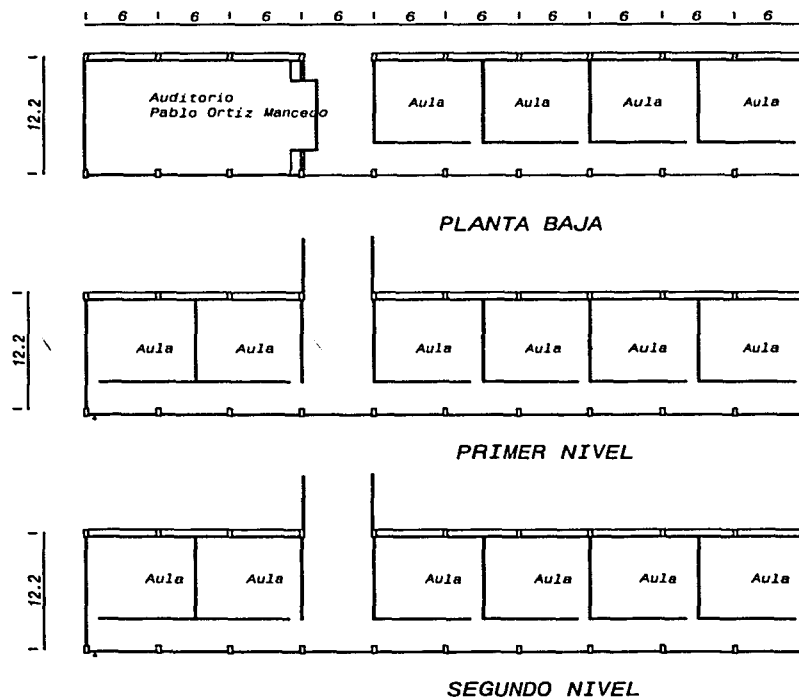 6 6 6 6 6 6 6 6 6 6
12.2
Auditorio
Pablo Ortiz Mancedo
Aula Aula Aula Aula
PLANTA BAJA
12.2
Aula Aula Aula Aula Aula Aula
PRIMER NIVEL
12.2
Aula Aula Aula Aula Aula Aula
SEGUNDO NIVEL